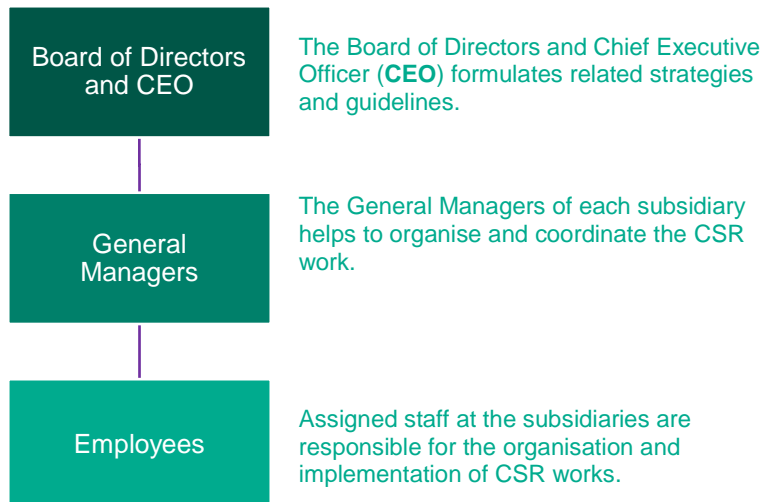 Board of Directors
and CEO
The Board of Directors and Chief Executive
Officer (CEO) formulates related strategies
and guidelines.
General
Managers
The General Managers of each subsidiary
helps to organise and coordinate the CSR
work.
Employees
Assigned staff at the subsidiaries are
responsible for the organisation and
implementation of CSR works.